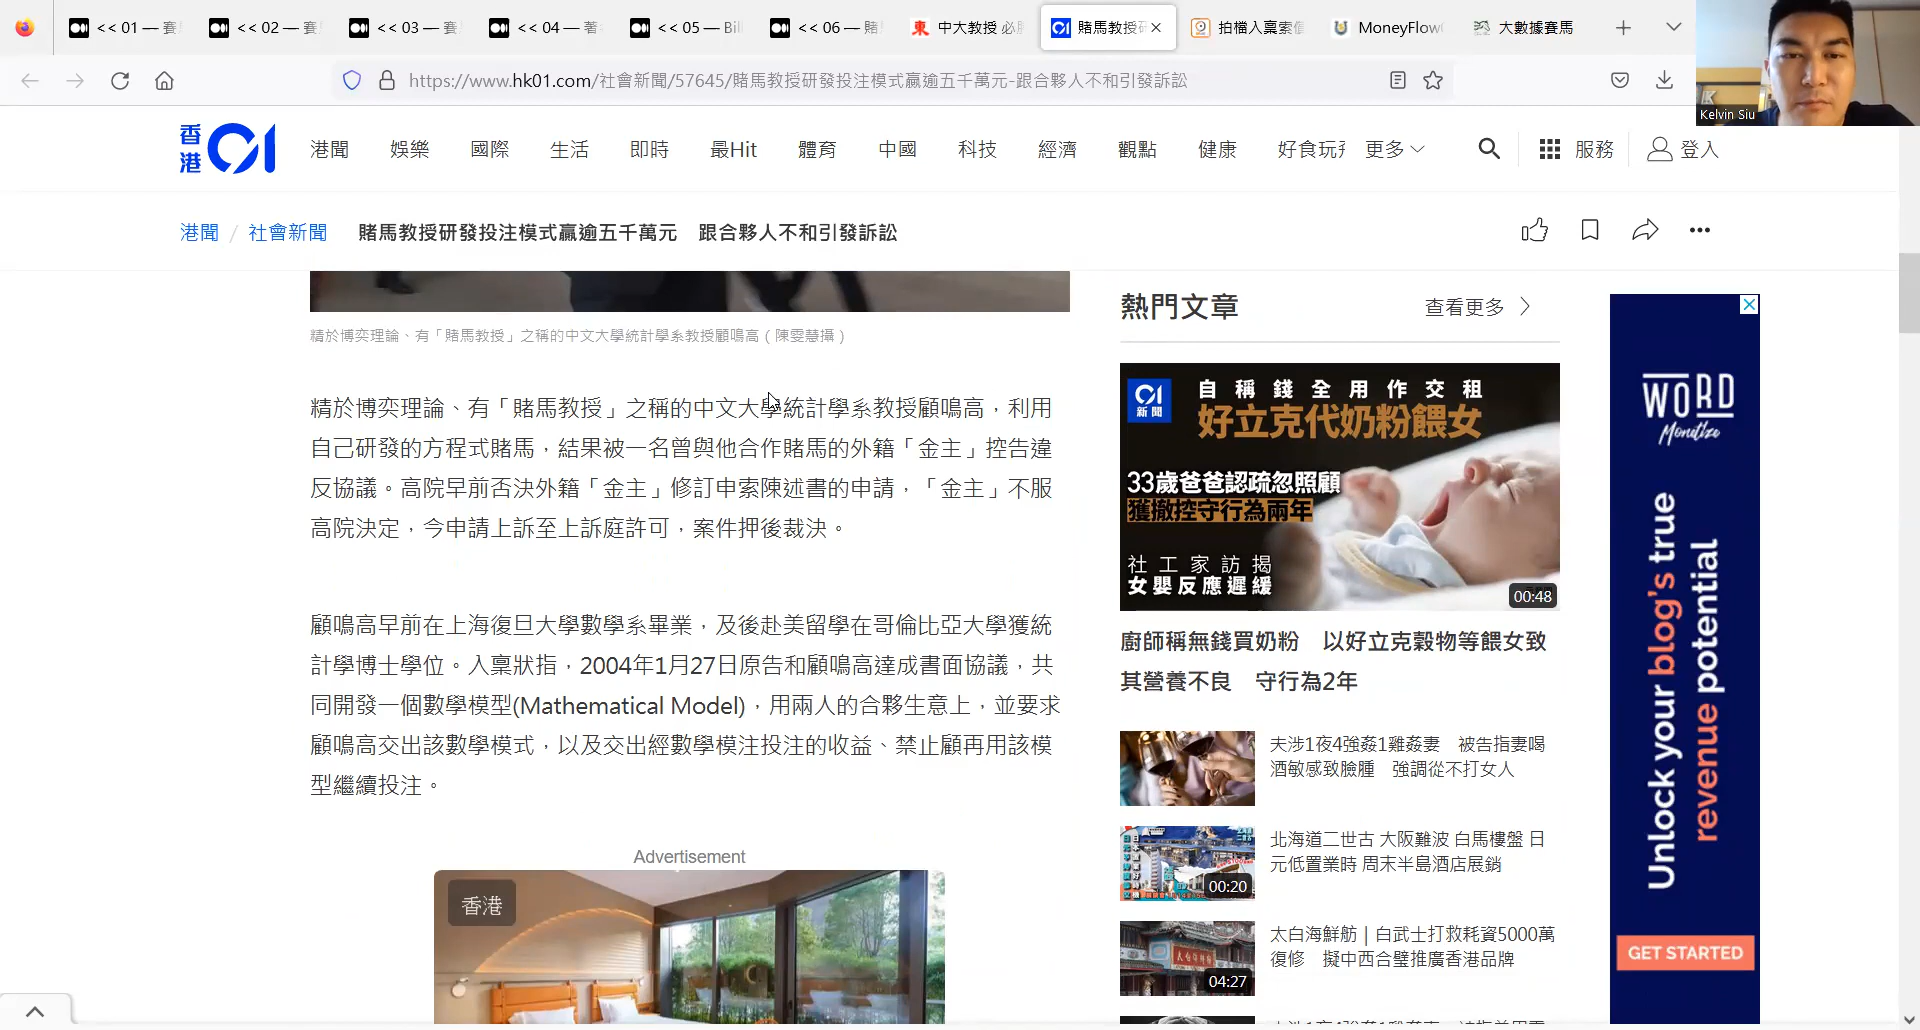 << 01 — 賽
<< 02 — 賽
<< 03 — 賽
<< 04 — 著
<< 05 — Bil
<< 06 — 賭
中大教授 必
賭馬教授研
拍檔入稟索償
MoneyFlow
大數據賽馬
https://www.hk01.com/社會新聞/57645/賭馬教授研發投注模式贏逾五千萬元-跟合夥人不和引發訴訟
Kelvin Siu
香港01
港聞
娛樂
國際
生活
即時
最Hit
體育
中國
科技
經濟
觀點
健康
好食玩飛
更多
服務
登入
港聞 / 社會新聞 賭馬教授研發投注模式贏逾五千萬元 跟合夥人不和引發訴訟
精於博奕理論、有「賭馬教授」之稱的中文大學統計學系教授顧鳴高（陳雯慧攝）
精於博奕理論、有「賭馬教授」之稱的中文大學統計學系教授顧鳴高，利用
自己研發的方程式賭馬，結果被一名曾與他合作賭馬的外籍「金主」控告違
反協議。高院早前否決外籍「金主」修訂申索陳述書的申請，「金主」不服
高院決定，今申請上訴至上訴庭許可，案件押後裁決。
顧鳴高早前在上海復旦大學數學系畢業，及後赴美留學在哥倫比亞大學獲統
計學博士學位。入稟狀指，2004年1月27日原告和顧鳴高達成書面協議，共
同開發一個數學模型(Mathematical Model)，用兩人的合夥生意上，並要求
顧鳴高交出該數學模式，以及交出經數學模注投注的收益、禁止顧再用該模
型繼續投注。
Advertisement
香港
熱門文章
查看更多
01
新聞
自稱錢全用作交租
好立克代奶粉餵女
33歲爸爸認疏忽照顧
獲撤控守行為兩年
社工家訪揭
女嬰反應遲緩
00:48
廚師稱無錢買奶粉 以好立克穀物等餵女致
其營養不良 守行為2年
夫涉1夜4強姦1雞姦妻 被告指妻喝
酒敏感致臉腫 強調從不打女人
北海道二世古 大阪難波 白馬樓盤 日
元低置業時 周末半島酒店展銷
00:20
太白海鮮舫｜白武士打救耗資5000萬
復修 擬中西合璧推廣香港品牌
04:27
WORD
Monetize
Unlock your blog's true
revenue potential
GET STARTED